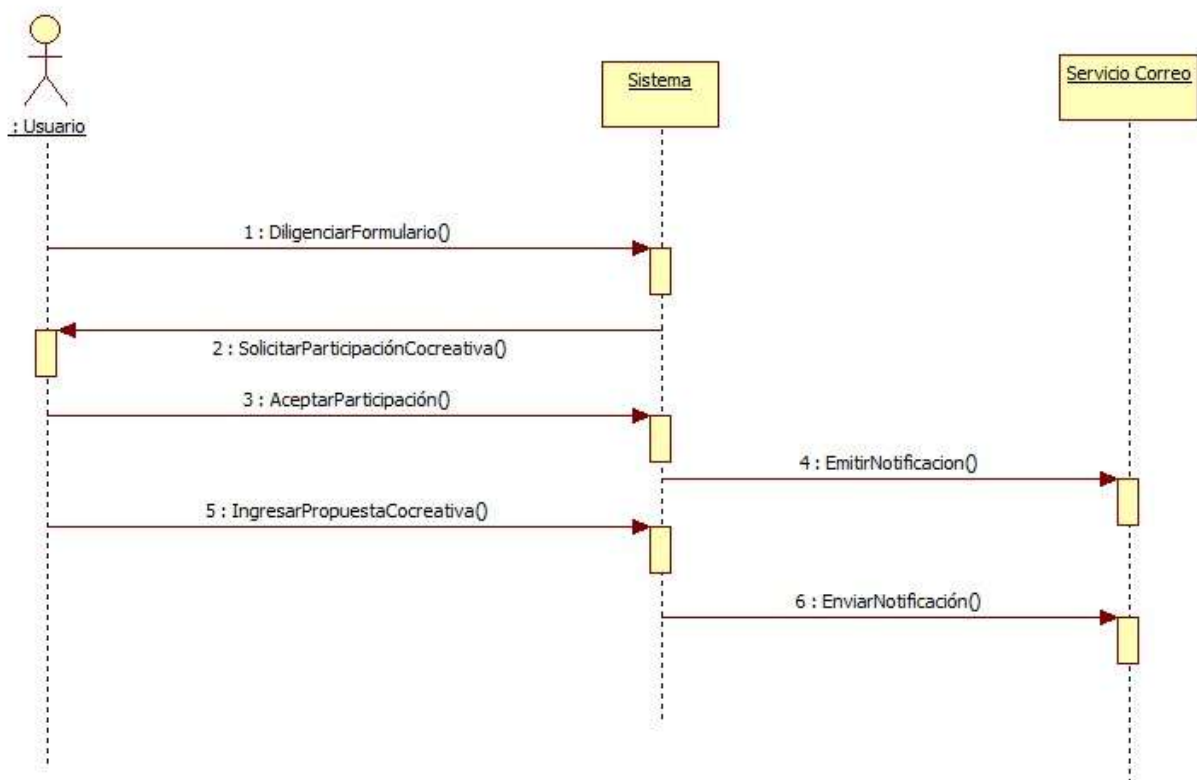 : Usuario
Sistema
Servicio Correo
1 : DiligenciarFormulario()
2 : SolicitarParticipaciónCocreativa()
3 : AceptarParticipación()
4 : EmitirNotificacion()
5 : IngresarPropuestaCocreativa()
6 : EnviarNotificación()